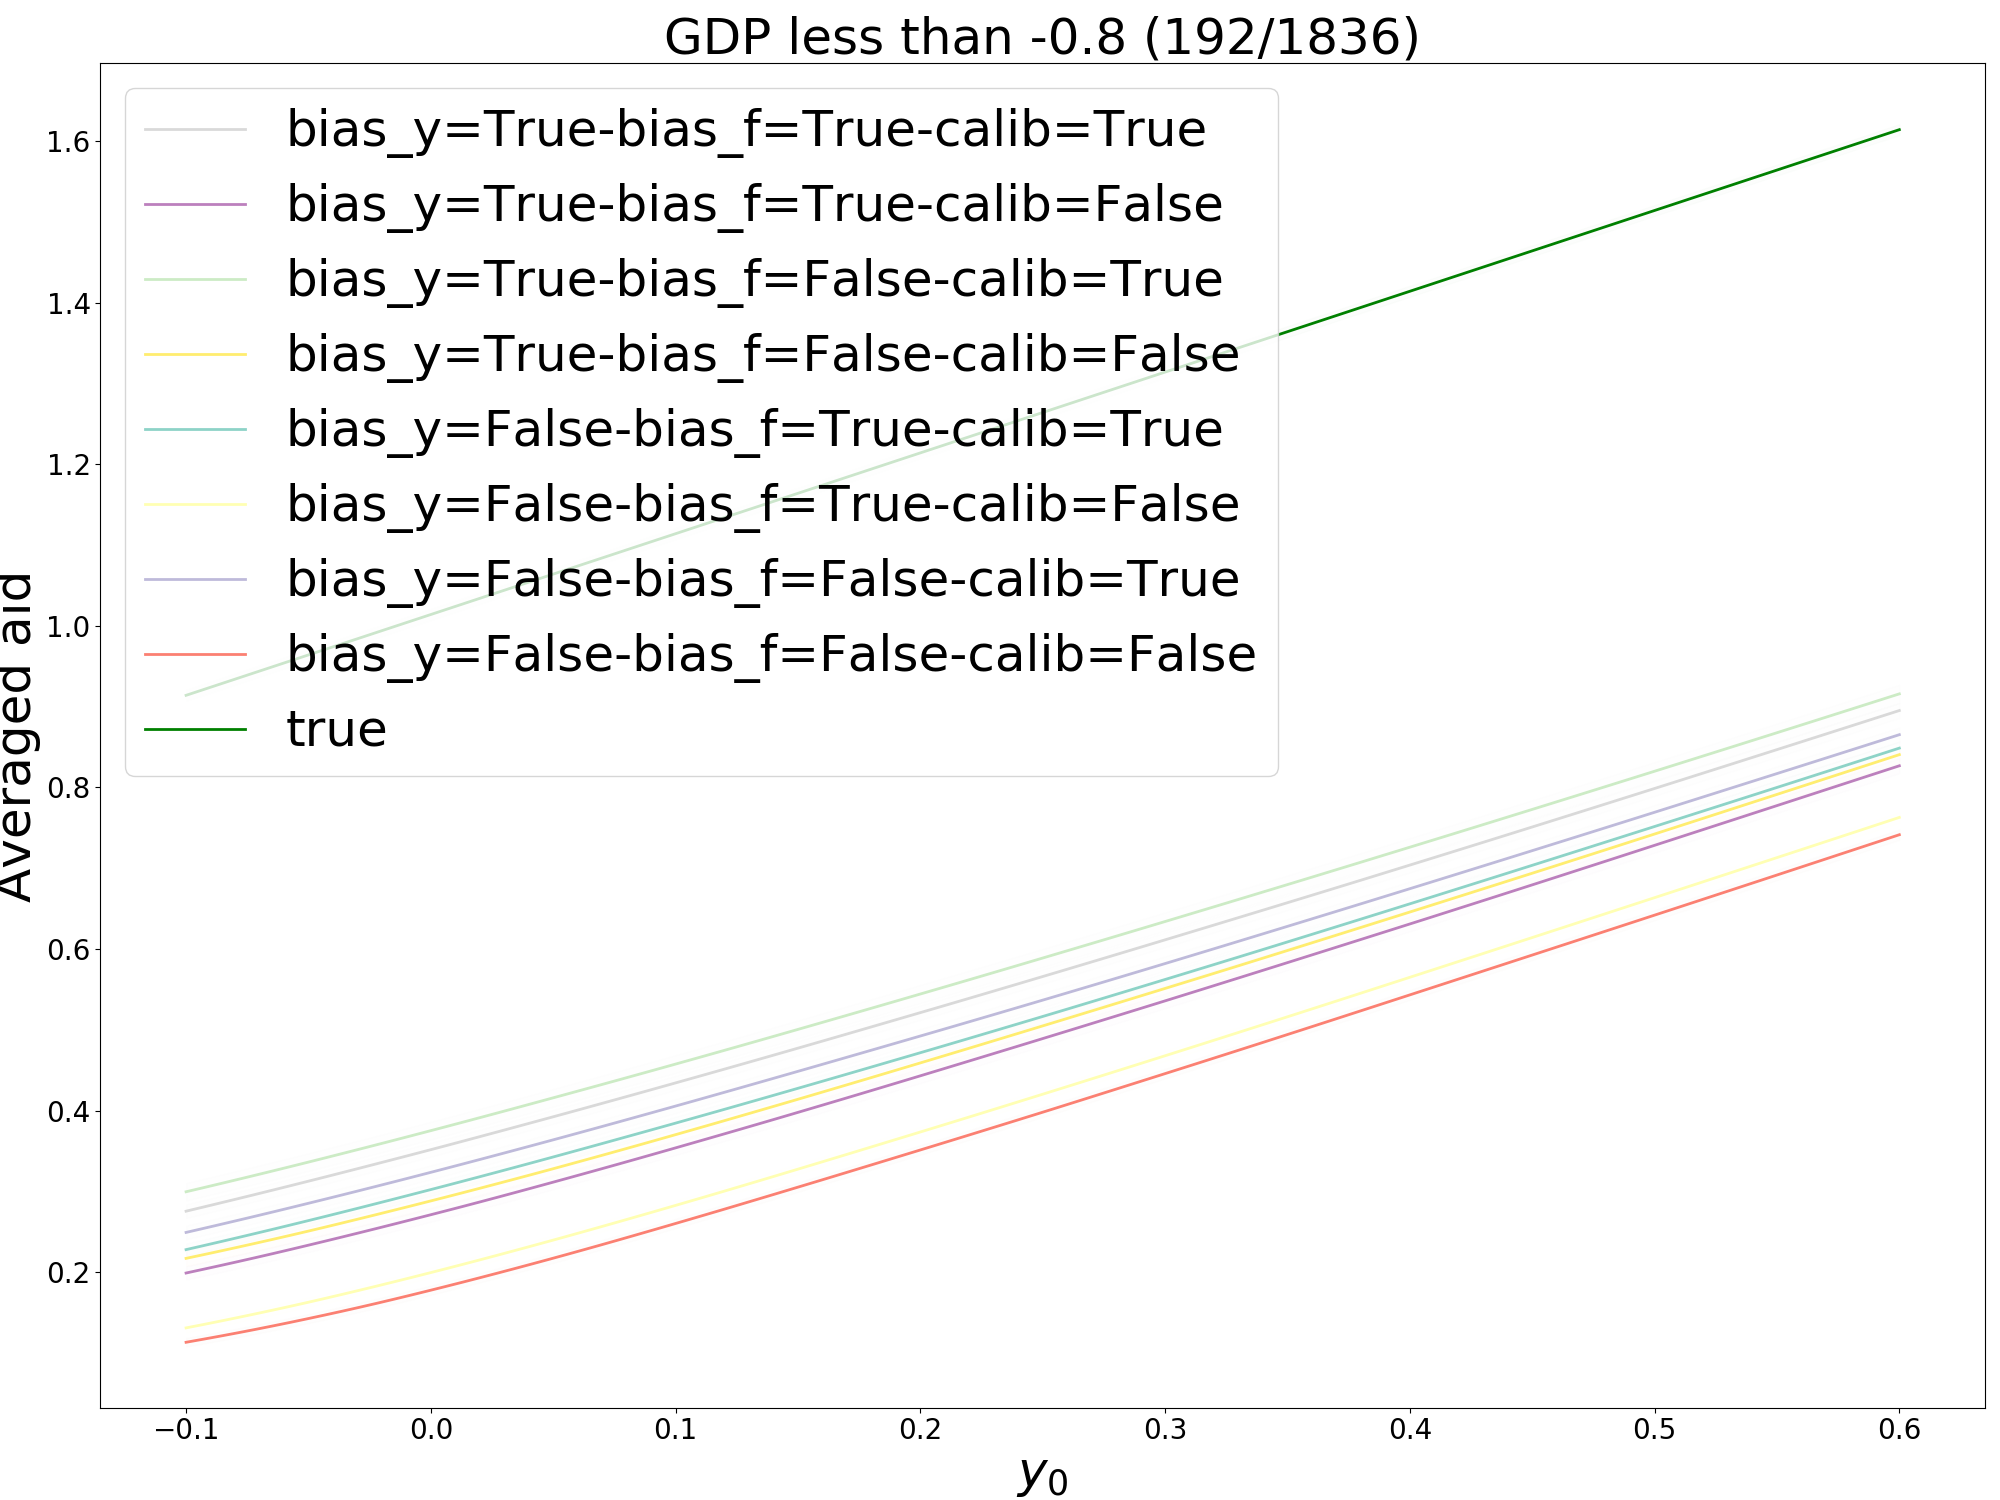 GDP less than -0.8 (192/1836)
bias_y=True-bias_f=True-calib=True
bias_y=True-bias_f=True-calib=False
bias_y=True-bias_f=False-calib=True
bias_y=True-bias_f=False-calib=False
bias_y=False-bias_f=True-calib=True
bias_y=False-bias_f=True-calib=False
bias_y=False-bias_f=False-calib=True
bias_y=False-bias_f=False-calib=False
true
Averaged aid
1.6
1.4
1.2
1.0
0.8
0.6
0.4
0.2
−0.1 0.0 0.1 0.2 0.3 0.4 0.5 0.6
y₀